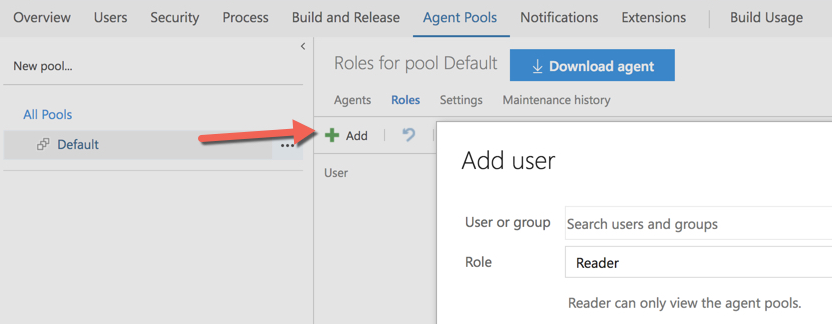 Overview Users Security Process Build and Release Agent Pools Notifications Extensions Build Usage
New pool...
All Pools
Default
...
Roles for pool Default
Download agent
Agents Roles Settings Maintenance history
Add
User
Add user
User or group Search users and groups
Role Reader
Reader can only view the agent pools.